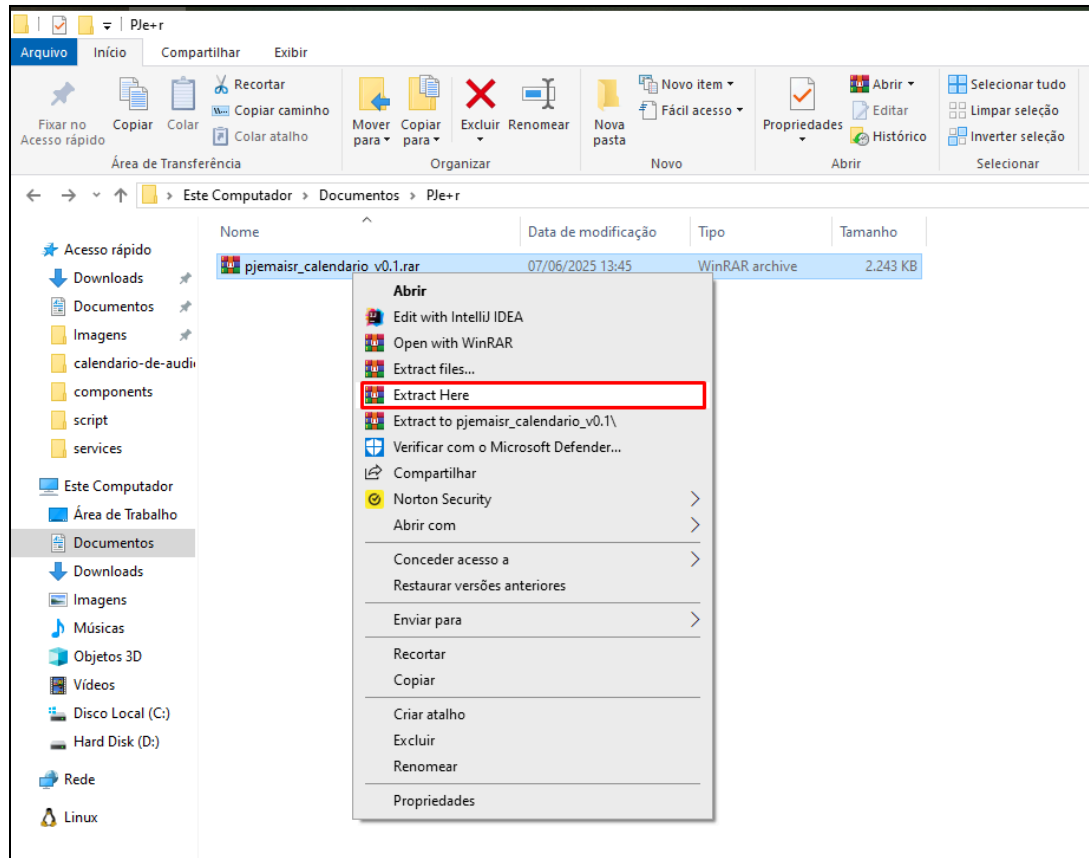 PJe+r
Arquivo Início Compartilhar Exibir
Fixar no Acesso rápido
Copiar
Colar
Recortar
Copiar caminho
Colar atalho
Área de Transferência
Mover para
Copiar para
Excluir
Renomear
Organizar
Nova pasta
Novo item
Fácil acesso
Novo
Propriedades
Abrir
Editar
Histórico
Abrir
Selecionar tudo
Limpar seleção
Inverter seleção
Selecionar
Este Computador > Documentos > PJe+r
Acesso rápido
Downloads
Documentos
Imagens
calendario-de-audi
components
script
services
Este Computador
Área de Trabalho
Documentos
Downloads
Imagens
Músicas
Objetos 3D
Vídeos
Disco Local (C:)
Hard Disk (D:)
Rede
Linux
Nome Data de modificação Tipo Tamanho
pjemaisr_calendario_v0.1.rar 07/06/2025 13:45 WinRAR archive 2.243 KB
Abrir
Edit with IntelliJ IDEA
Open with WinRAR
Extract files...
Extract Here
Extract to pjemaisr_calendario_v0.1\
Verificar com o Microsoft Defender...
Compartilhar
Norton Security
Abrir com
Conceder acesso a
Restaurar versões anteriores
Enviar para
Recortar
Copiar
Criar atalho
Excluir
Renomear
Propriedades